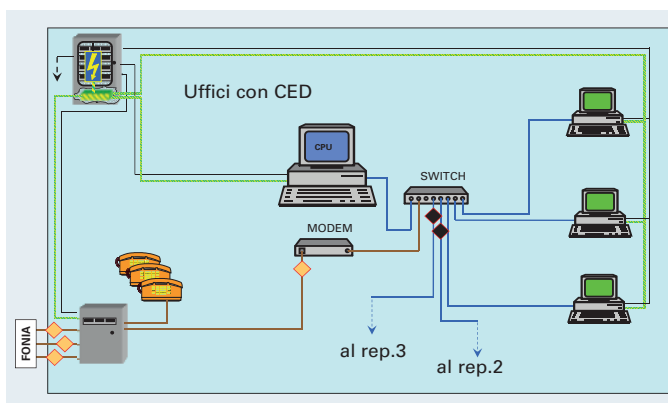 Uffici con CED
CPU
SWITCH
MODEM
FONIA
al rep.3
al rep.2